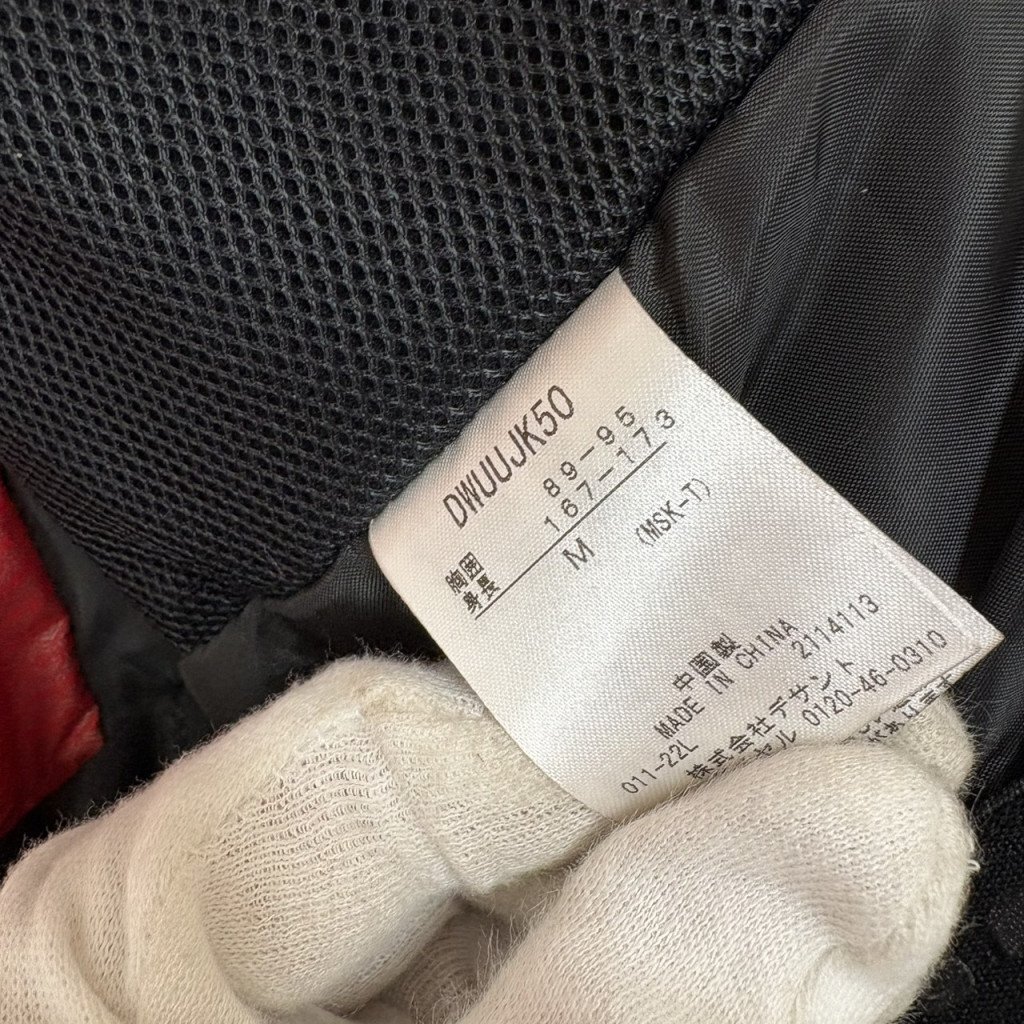 DWUUJK50
胸囲 89-95
身長 167-173
M (MSK-T)
中国製
MADE IN CHINA
011-22L 2114113
株式会社デサント
0120-46-0310